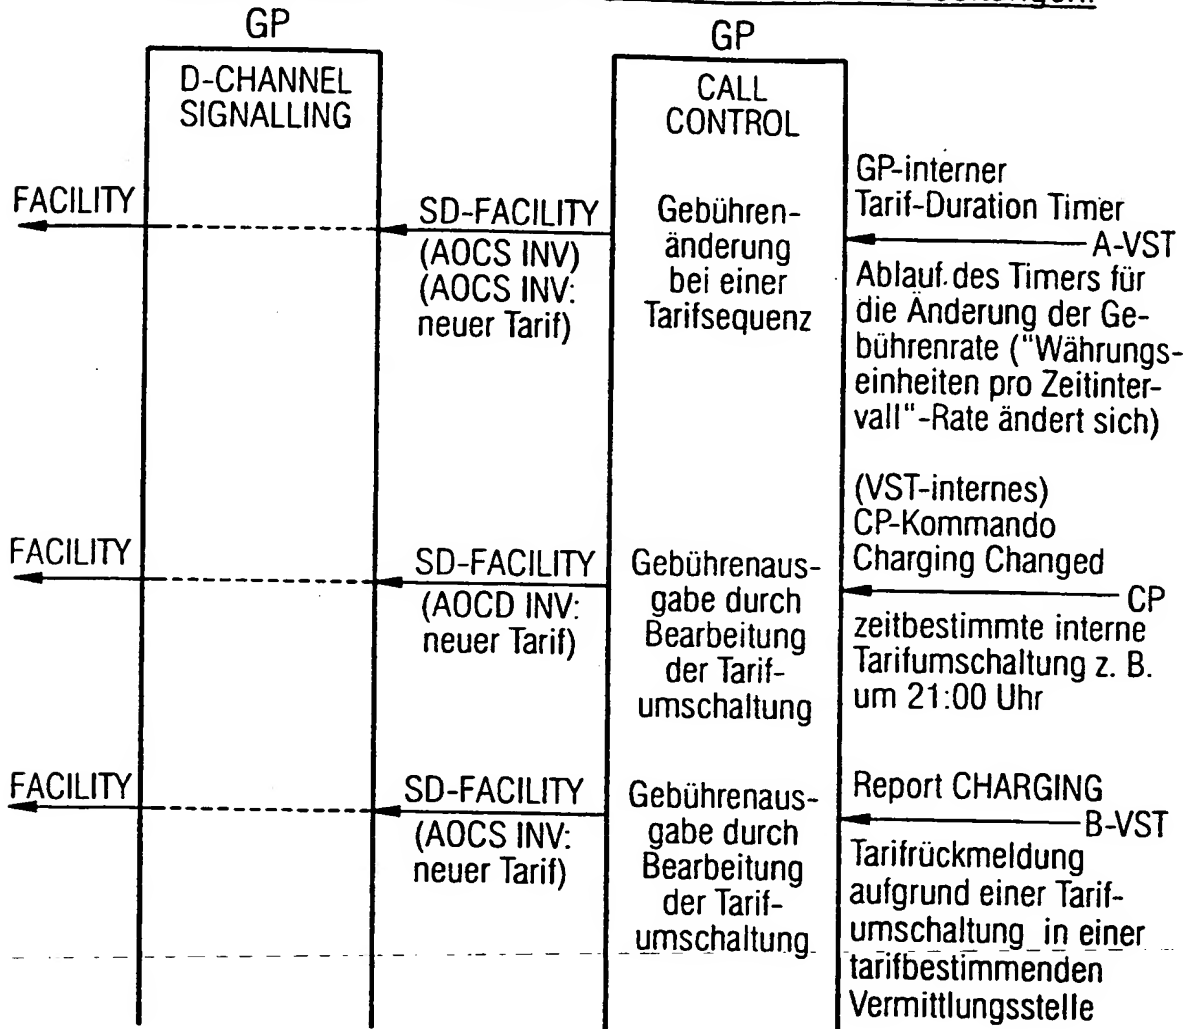 GP
D-CHANNEL
SIGNALLING
GP
CALL
CONTROL
FACILITY
SD-FACILITY
(AOCS INV)
(AOCS INV:
neuer Tarif)
Gebühren-
änderung
bei einer
Tarifsequenz
GP-interner
Tarif-Duration Timer
A-VST
Ablauf des Timers für
die Änderung der Ge-
bührenrate ("Währungs-
einheiten pro Zeitinter-
vall"-Rate ändert sich)
FACILITY
SD-FACILITY
(AOCD INV:
neuer Tarif)
Gebührenaus-
gabe durch
Bearbeitung
der Tarif-
umschaltung
(VST-internes)
CP-Kommando
Charging Changed
CP
zeitbestimmte interne
Tarifumschaltung z. B.
um 21:00 Uhr
FACILITY
SD-FACILITY
(AOCS INV:
neuer Tarif)
Gebührenaus-
gabe durch
Bearbeitung
der Tarif-
umschaltung
Report CHARGING
B-VST
Tarifrückmeldung
aufgrund einer Tarif-
umschaltung in einer
tarifbestimmenden
Vermittlungsstelle